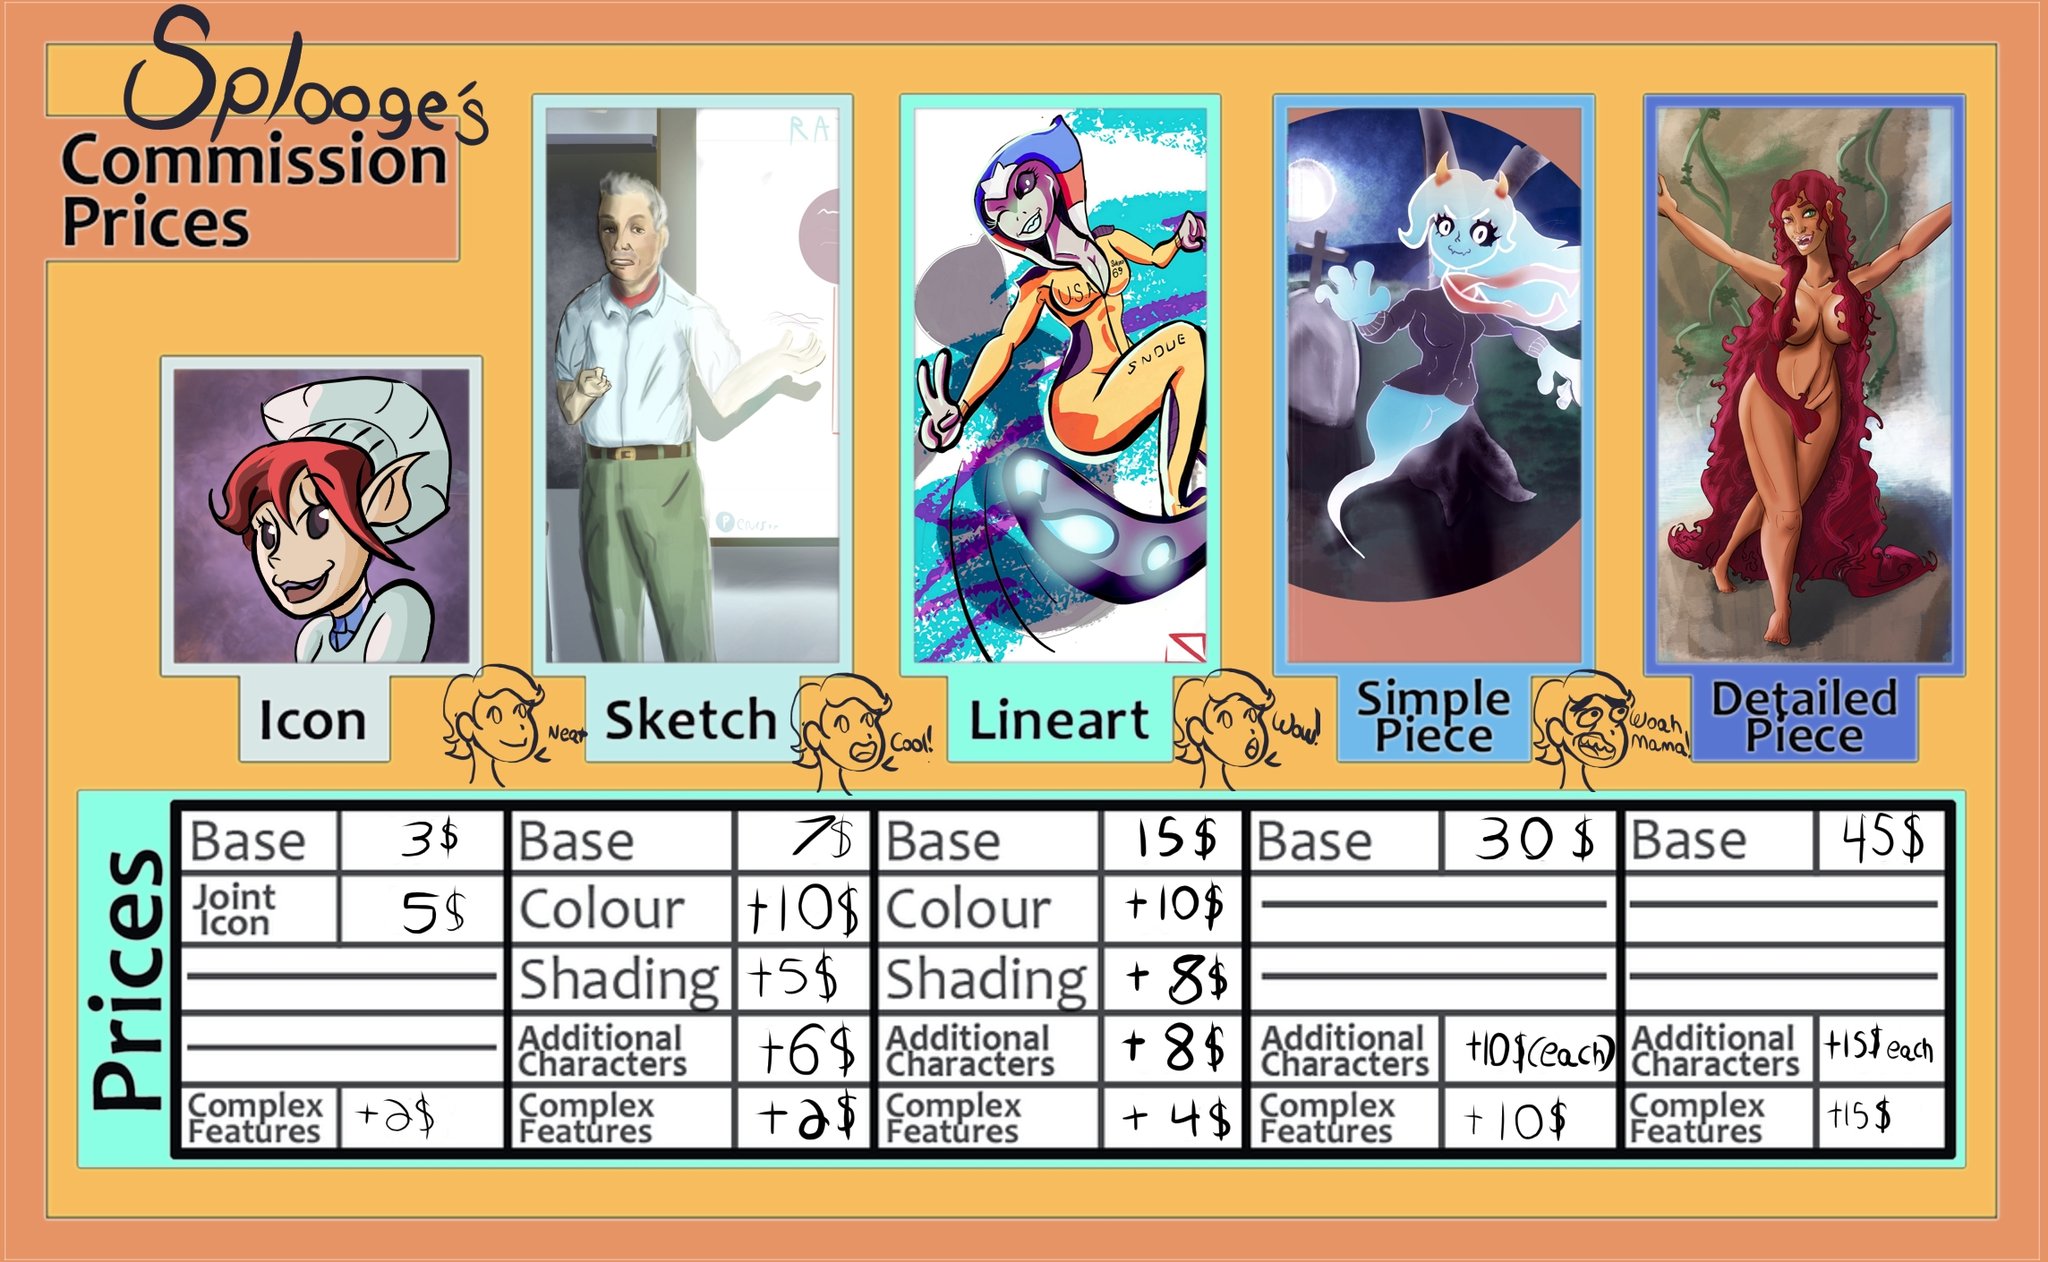 Splooge's
Commission
Prices
RA
USA
69
SNDUE
Icon
Neat
Sketch
Cool!
Lineart
Wow!
Simple
Piece
Woah
mama!
Detailed
Piece
Prices
Base 3$ Base 7$ Base 15$ Base 30$ Base 45$
Joint
Icon 5$ Colour +10$ Colour +10$
Shading +5$ Shading + 8$
Additional
Characters +6$ Additional
Characters + 8$ Additional
Characters +10$(each) Additional
Characters +15$ each
Complex
Features +2$ Complex
Features +2$ Complex
Features + 4$ Complex
Features +10$ Complex
Features +15$